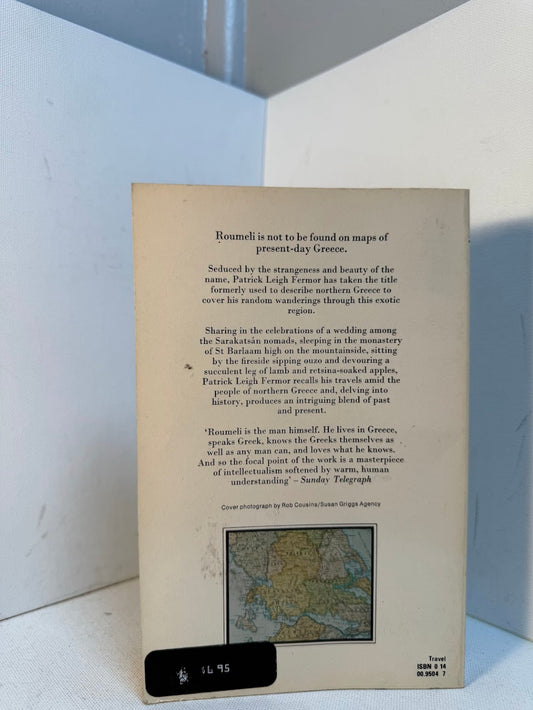 Roumeli is not to be found on maps of
present-day Greece.
Seduced by the strangeness and beauty of the
name, Patrick Leigh Fermor has taken the title
formerly used to describe northern Greece to
cover his random wanderings through this exotic
region.
Sharing in the celebrations of a wedding among
the Sarakatsán nomads, sleeping in the monastery
of St Barlaam high on the mountainside, sitting
by the fireside sipping ouzo and devouring a
succulent leg of lamb and retsina-soaked apples,
Patrick Leigh Fermor recalls his travels amid the
people of northern Greece and, delving into
history, produces an intriguing blend of past
and present.
‘Roumeli is the man himself. He lives in Greece,
speaks Greek, knows the Greeks themselves as
well as any man can, and loves what he knows.
And so the focal point of the work is a masterpiece
of intellectualism softened by warm, human
understanding’ – Sunday Telegraph
Cover photograph by Rob Cousins/Susan Griggs Agency
Travel
ISBN 0 14
00.9504 7